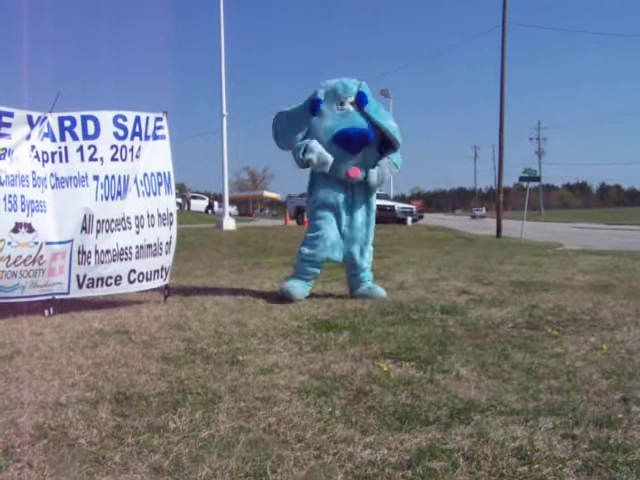 E YARD SALE
April 12, 2014
Charles Boyd Chevrolet 7:00AM 1:00PM
158 Bypass
All proceeds go to help
the homeless animals of
Vance County
reek
TION SOCIETY